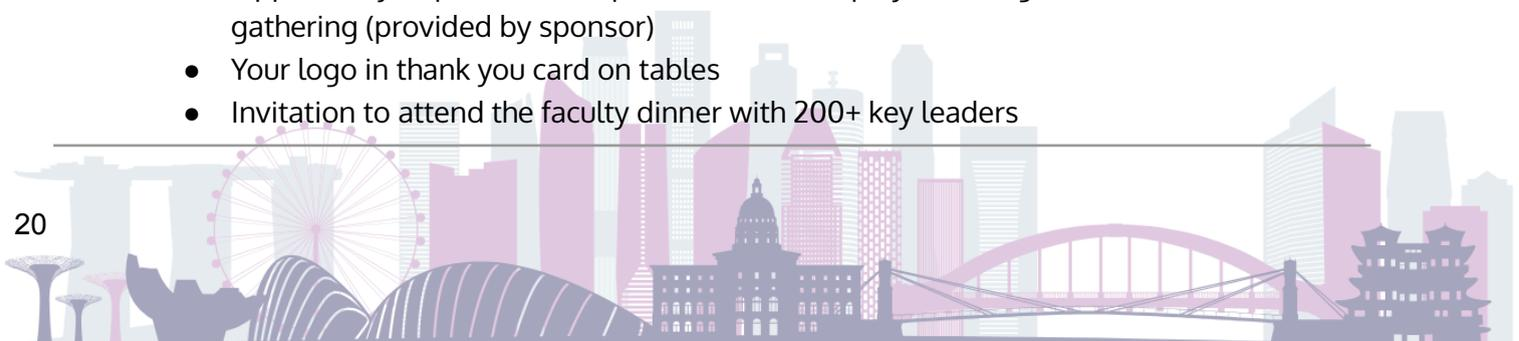 gathering (provided by sponsor)
● Your logo in thank you card on tables
● Invitation to attend the faculty dinner with 200+ key leaders
20